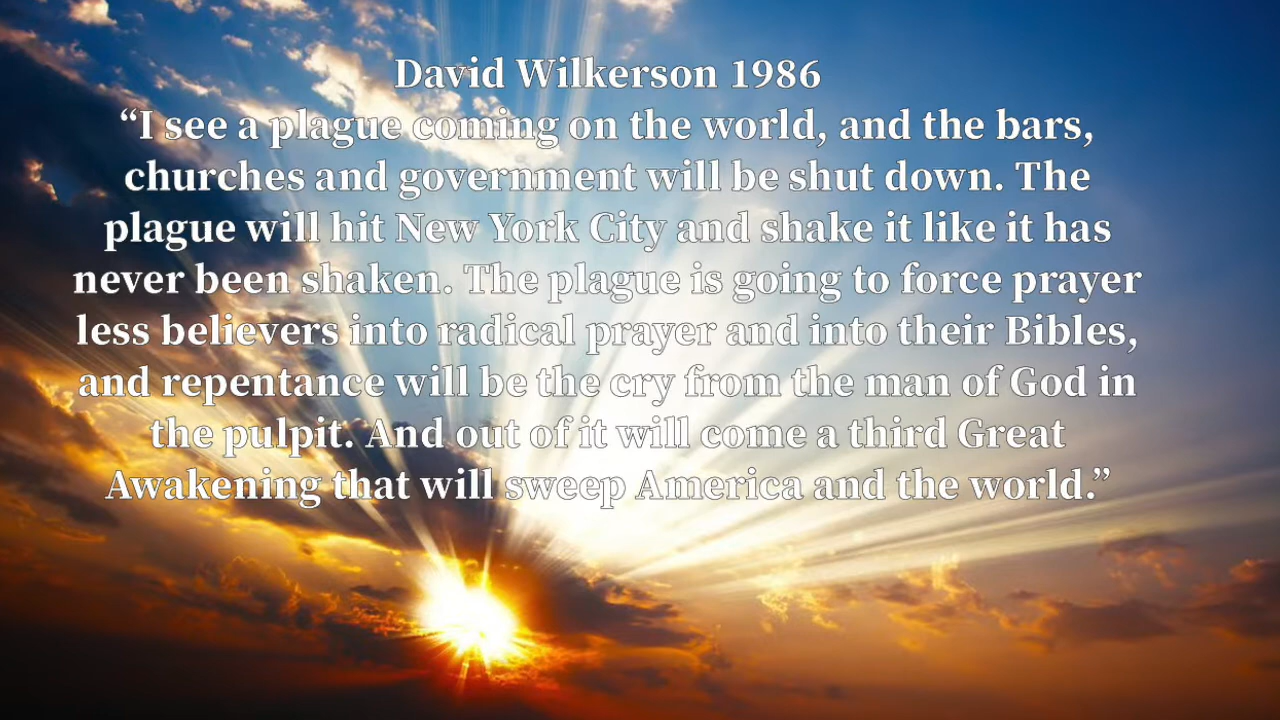 David Wilkerson 1986
“I see a plague coming on the world, and the bars,
churches and government will be shut down. The
plague will hit New York City and shake it like it has
never been shaken. The plague is going to force prayer
less believers into radical prayer and into their Bibles,
and repentance will be the cry from the man of God in
the pulpit. And out of it will come a third Great
Awakening that will sweep America and the world.”